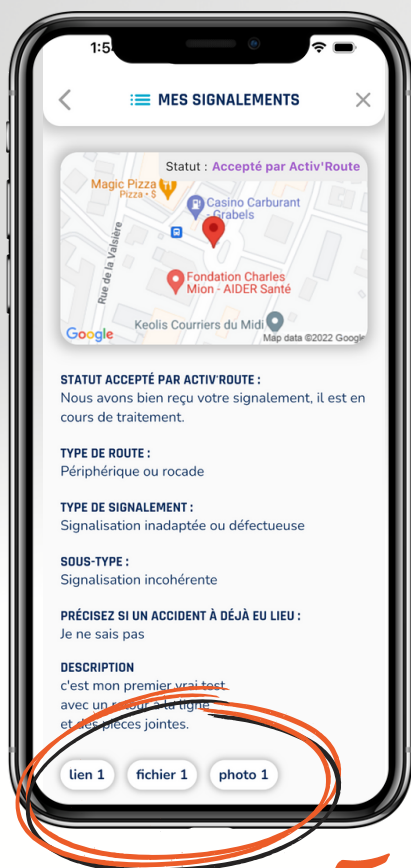 1:5
MES SIGNALEMENTS
Statut : Accepté par Activ'Route
Magic Pizza
Pizza • $
Casino Carburant
- Grabels
Rue de la Valsière
Fondation Charles
Mion - AIDER Santé
Keolis Courriers du Midi
Google
Map data ©2022 Google
STATUT ACCEPTÉ PAR ACTIV'ROUTE :
Nous avons bien reçu votre signalement, il est en
cours de traitement.
TYPE DE ROUTE :
Périphérique ou rocade
TYPE DE SIGNALEMENT :
Signalisation inadaptée ou défectueuse
SOUS-TYPE :
Signalisation incohérente
PRÉCISEZ SI UN ACCIDENT À DÉJÀ EU LIEU :
Je ne sais pas
DESCRIPTION
c'est mon premier vrai test
avec un retour à la ligne
et des pièces jointes.
lien 1
fichier 1
photo 1